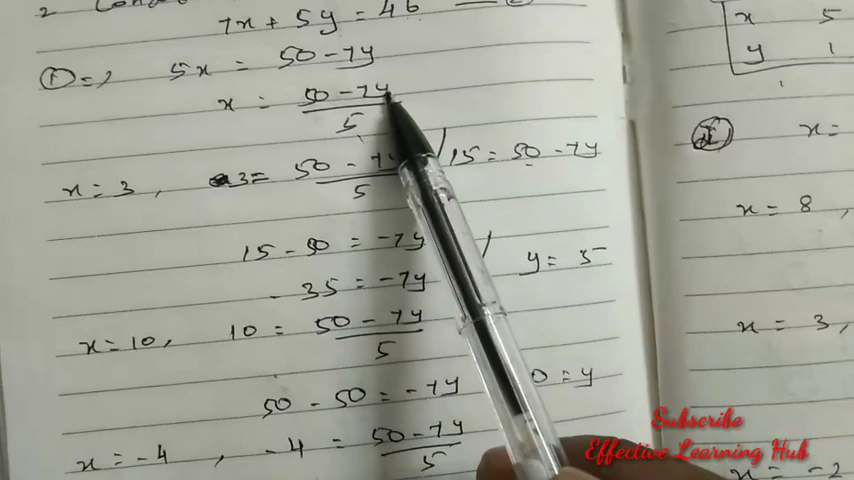 7x + 5y = 46
① ⇒, 5x = 50 - 7y
x = 50 - 7y / 5
x = 3, 3 = 50 - 7y / 5 / 15 = 50 - 7y
15 - 50 = -7y /
- 35 = -7y
y = 5
x = 10, 10 = 50 - 7y / 5
50 - 50 = -7y
0 = y
x = -4, -4 = 50 - 7y / 5
x 5
y 1
x =
x = 8,
x = 3,
x = -2
Subscribe
Effective Learning Hub